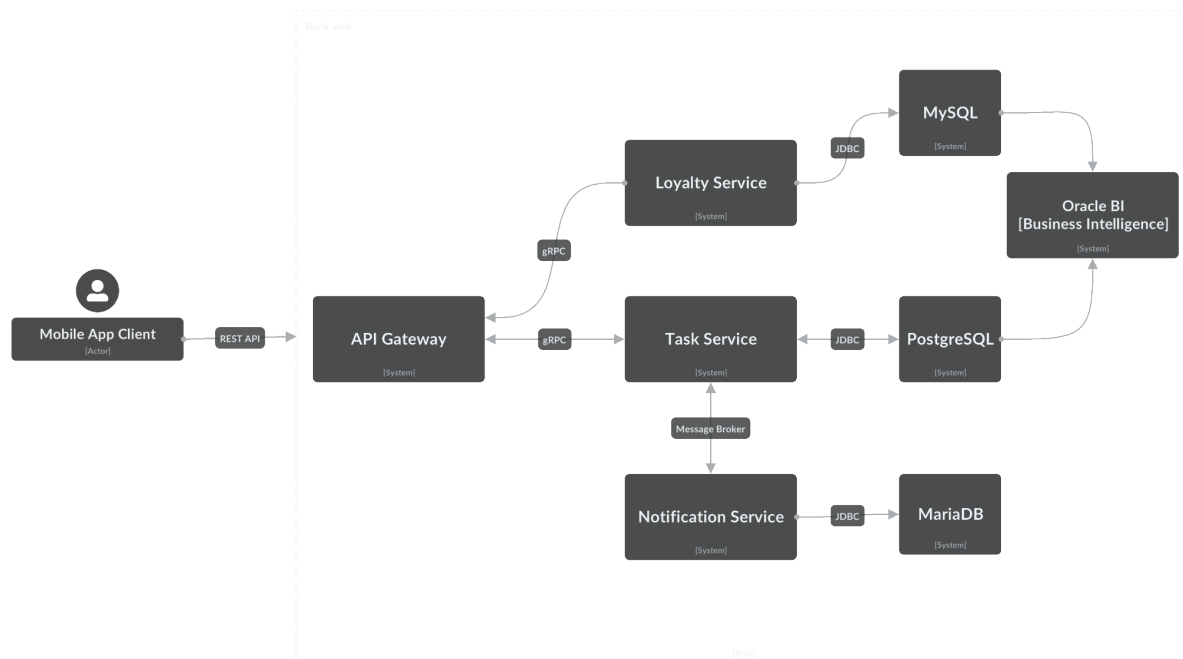 Back-end
MySQL
[System]
JDBC
Loyalty Service
[System]
Oracle BI
[Business Intelligence]
[System]
gRPC
Mobile App Client
[Actor]
REST API
API Gateway
[System]
gRPC
Task Service
[System]
JDBC
PostgreSQL
[System]
Message Broker
Notification Service
[System]
JDBC
MariaDB
[System]
[Area]